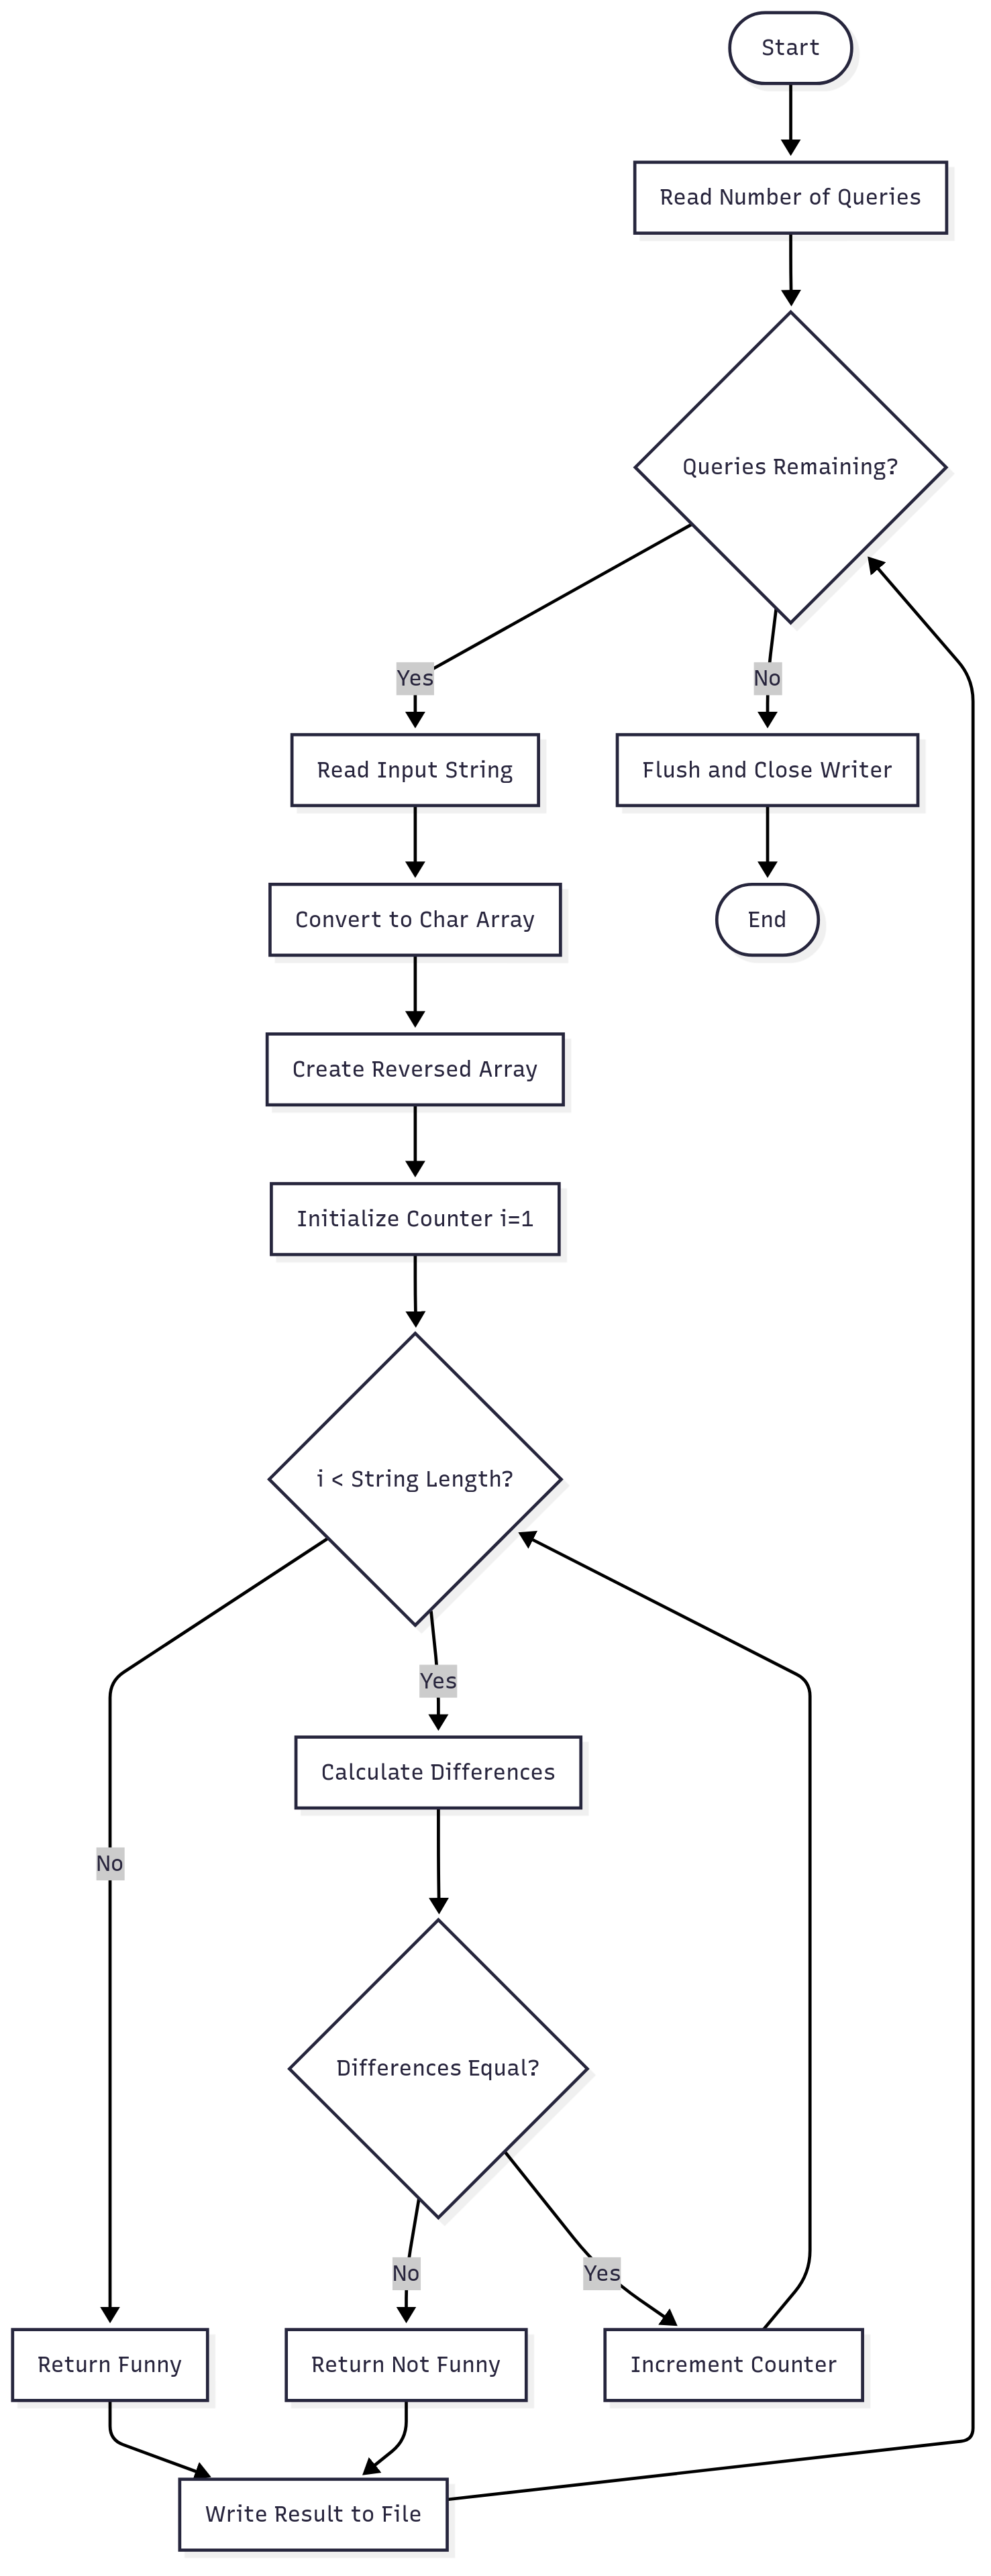 Start
Read Number of Queries
Queries Remaining?
Yes
No
Read Input String
Flush and Close Writer
Convert to Char Array
End
Create Reversed Array
Initialize Counter i=1
i < String Length?
Yes
Calculate Differences
No
Differences Equal?
No
Yes
Return Funny
Return Not Funny
Increment Counter
Write Result to File